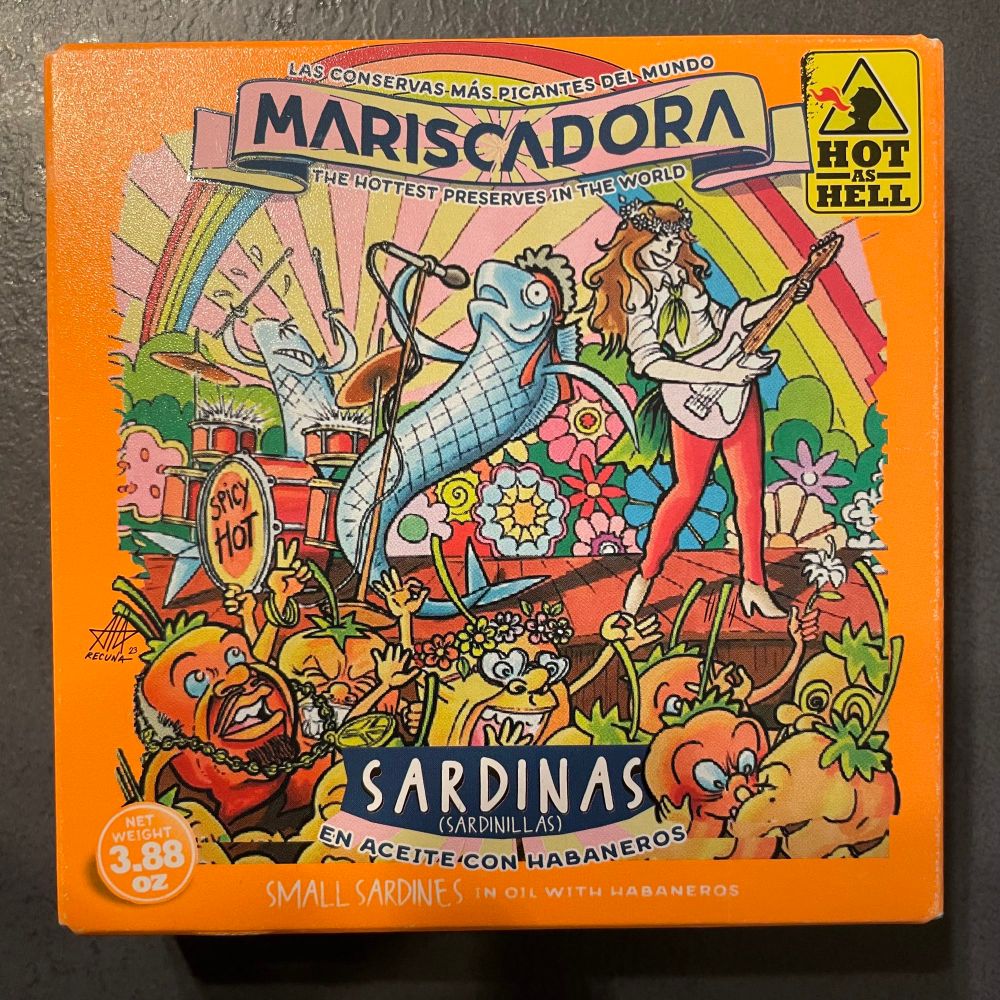 LAS CONSERVAS MÁS PICANTES DEL MUNDO
MARISCADORA
THE HOTTEST PRESERVES IN THE WORLD
HOT
AS
HELL
SPICY
HOT
RECUNA
23
SARDINAS
(SARDINILLAS)
EN ACEITE CON HABANEROS
NET
WEIGHT
3.88
OZ
SMALL SARDINES IN OIL WITH HABANEROS